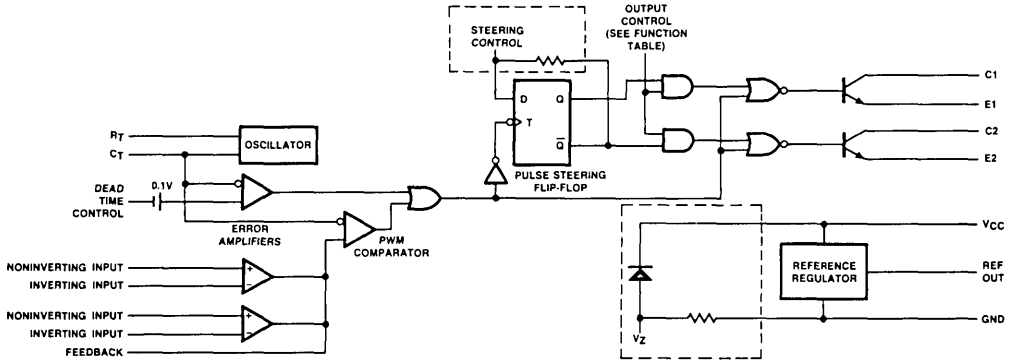 STEERING
CONTROL
OUTPUT
CONTROL
(SEE FUNCTION
TABLE)
D
Q
T
Q̅
PULSE STEERING
FLIP-FLOP
C1
E1
C2
E2
RT
CT
OSCILLATOR
DEAD
TIME
CONTROL
0.1V
ERROR
AMPLIFIERS
PWM
COMPARATOR
NONINVERTING INPUT
INVERTING INPUT
+
−
NONINVERTING INPUT
INVERTING INPUT
+
−
FEEDBACK
VCC
REFERENCE
REGULATOR
REF
OUT
VZ
GND